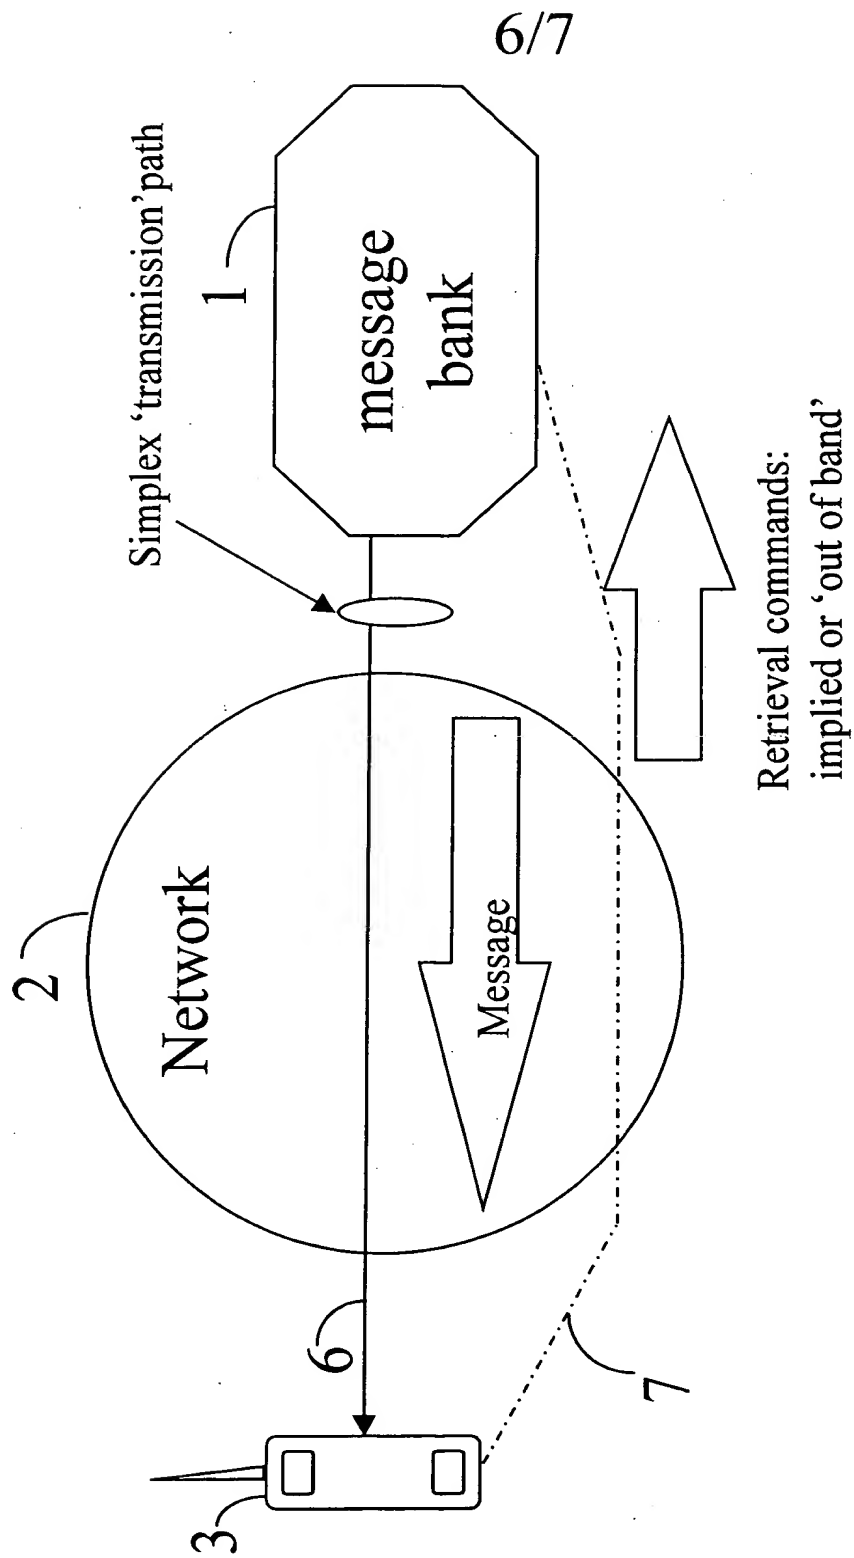 6/7
Simplex ‘transmission’ path
1
message
bank
2
Network
Message
Retrieval commands:
implied or ‘out of band’
6
7
3